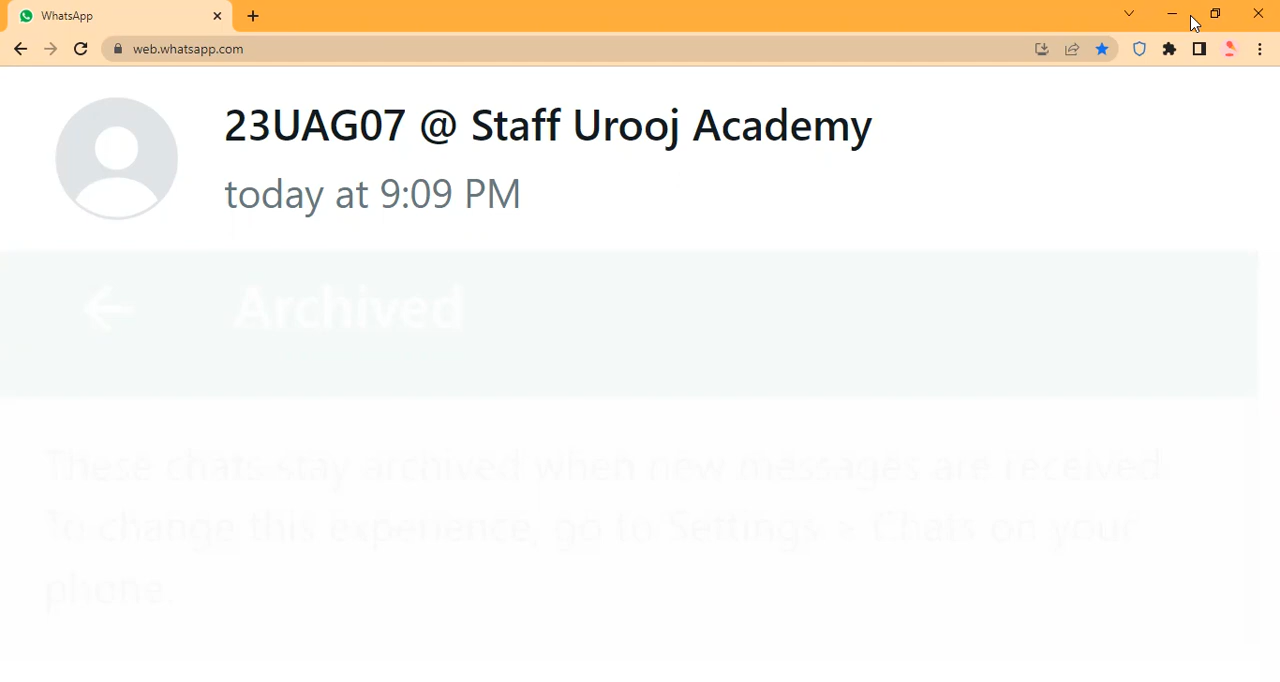 WhatsApp
web.whatsapp.com
23UAG07 @ Staff Urooj Academy
today at 9:09 PM
Archived
These chats stay archived when new messages are received.
To change this experience, go to Settings > Chats on your
phone.